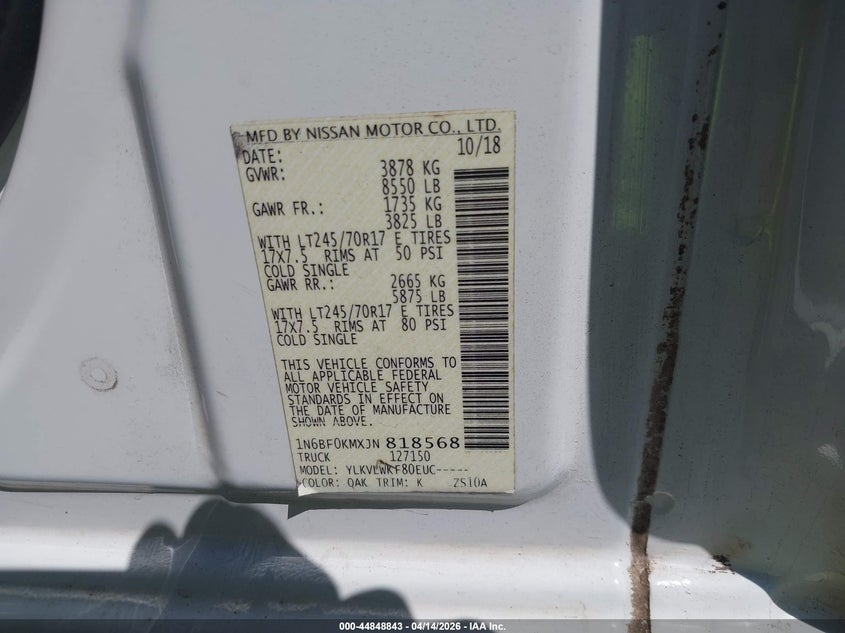 MFD BY NISSAN MOTOR CO., LTD.
DATE: 10/18
GVWR: 3878 KG
8550 LB
GAWR FR.: 1735 KG
3825 LB
WITH LT245/70R17 E TIRES
17X7.5 RIMS AT 50 PSI
COLD SINGLE
GAWR RR.: 2665 KG
5875 LB
WITH LT245/70R17 E TIRES
17X7.5 RIMS AT 80 PSI
COLD SINGLE
THIS VEHICLE CONFORMS TO
ALL APPLICABLE FEDERAL
MOTOR VEHICLE SAFETY
STANDARDS IN EFFECT ON
THE DATE OF MANUFACTURE
SHOWN ABOVE.
1N6BF0KMXJN818568
TRUCK 127150
MODEL: YLKVLWKF80EUC-----
COLOR: QAK TRIM: K ZS10A
000-44848843 - 04/14/2026 - IAA Inc.